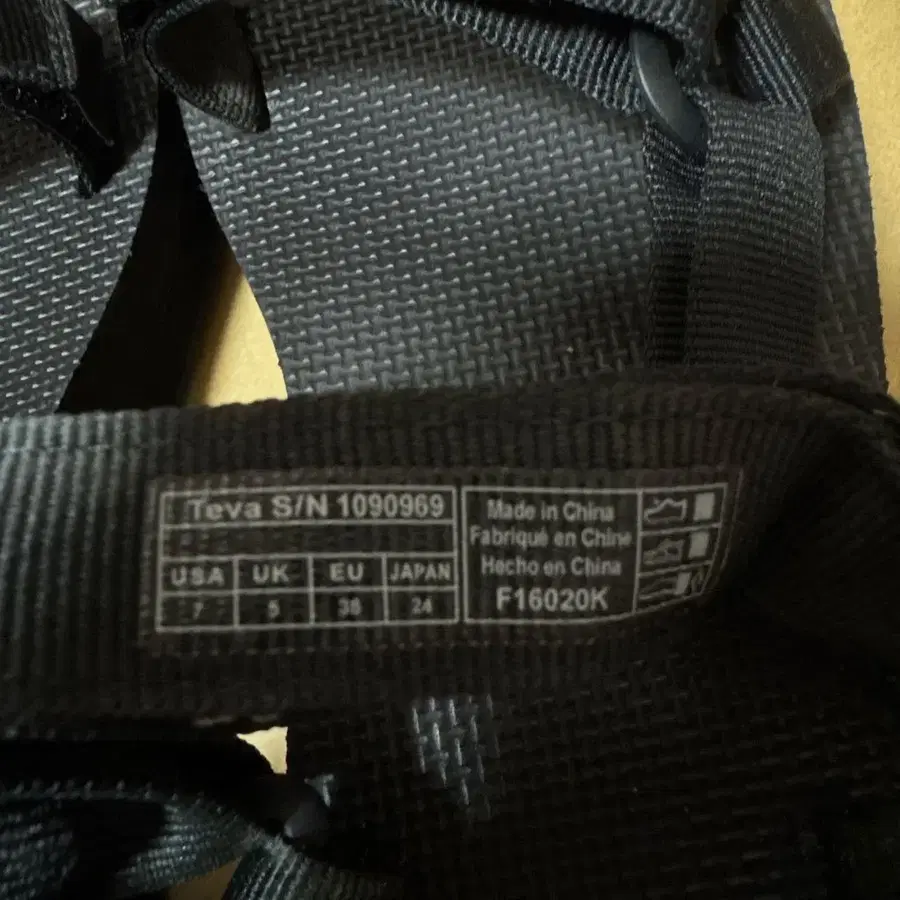 Teva S/N 1090969
USA UK EU JAPAN
7 5 38 24
Made in China
Fabriqué en Chine
Hecho en China
F16020K